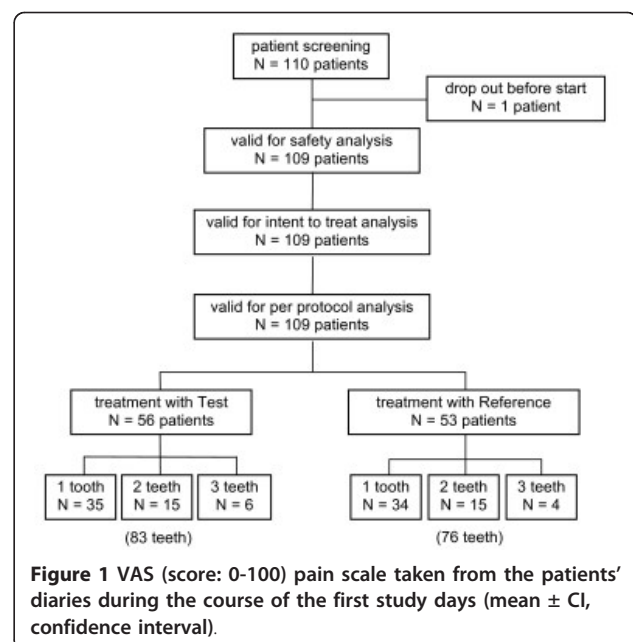 patient screening
N = 110 patients
drop out before start
N = 1 patient
valid for safety analysis
N = 109 patients
valid for intent to treat analysis
N = 109 patients
valid for per protocol analysis
N = 109 patients
treatment with Test
N = 56 patients
treatment with Reference
N = 53 patients
1 tooth
N = 35
2 teeth
N = 15
3 teeth
N = 6
1 tooth
N = 34
2 teeth
N = 15
3 teeth
N = 4
(83 teeth)
(76 teeth)
Figure 1 VAS (score: 0-100) pain scale taken from the patients’
diaries during the course of the first study days (mean ± CI,
confidence interval).